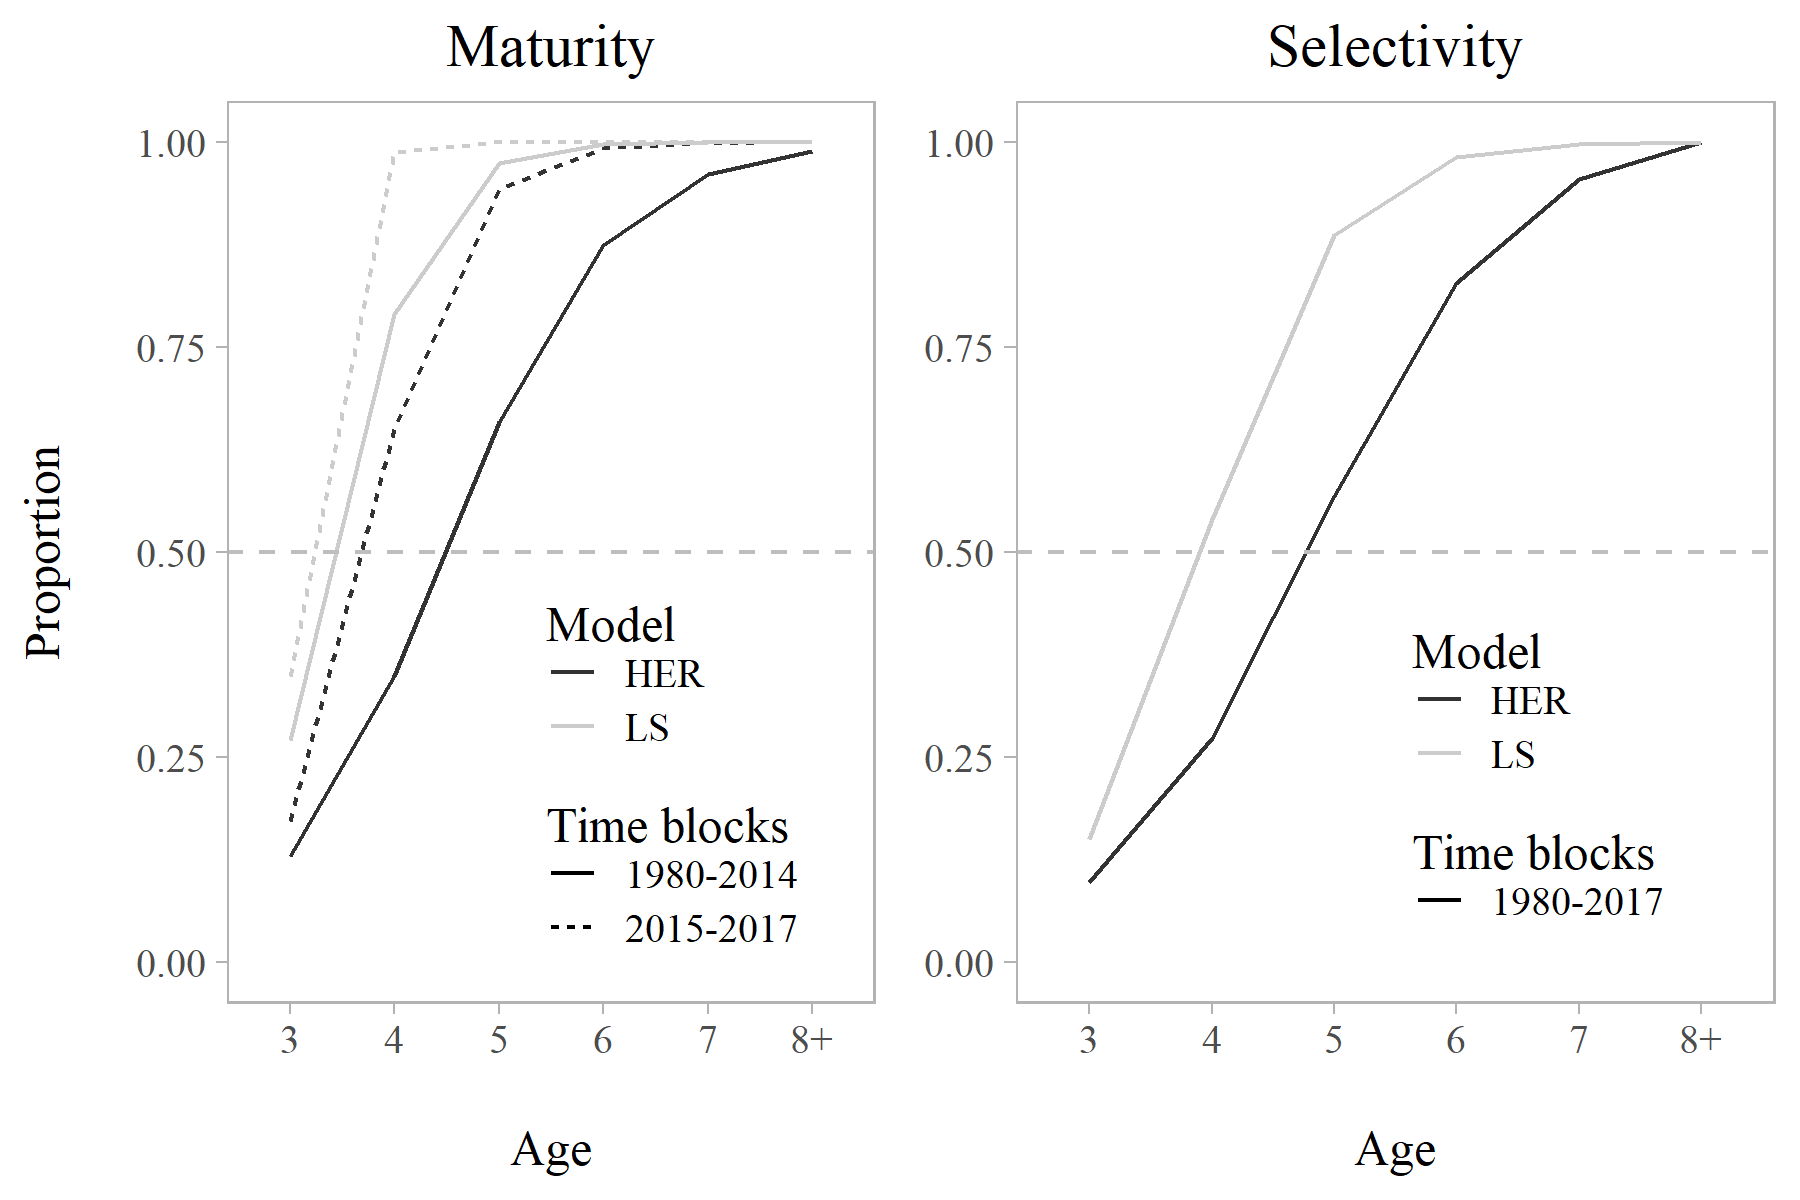 Maturity
Selectivity
Proportion
1.00
0.75
0.50
0.25
0.00
3 4 5 6 7 8+
Age
Model
HER
LS
Time blocks
1980-2014
2015-2017
1.00
0.75
0.50
0.25
0.00
3 4 5 6 7 8+
Age
Model
HER
LS
Time blocks
1980-2017